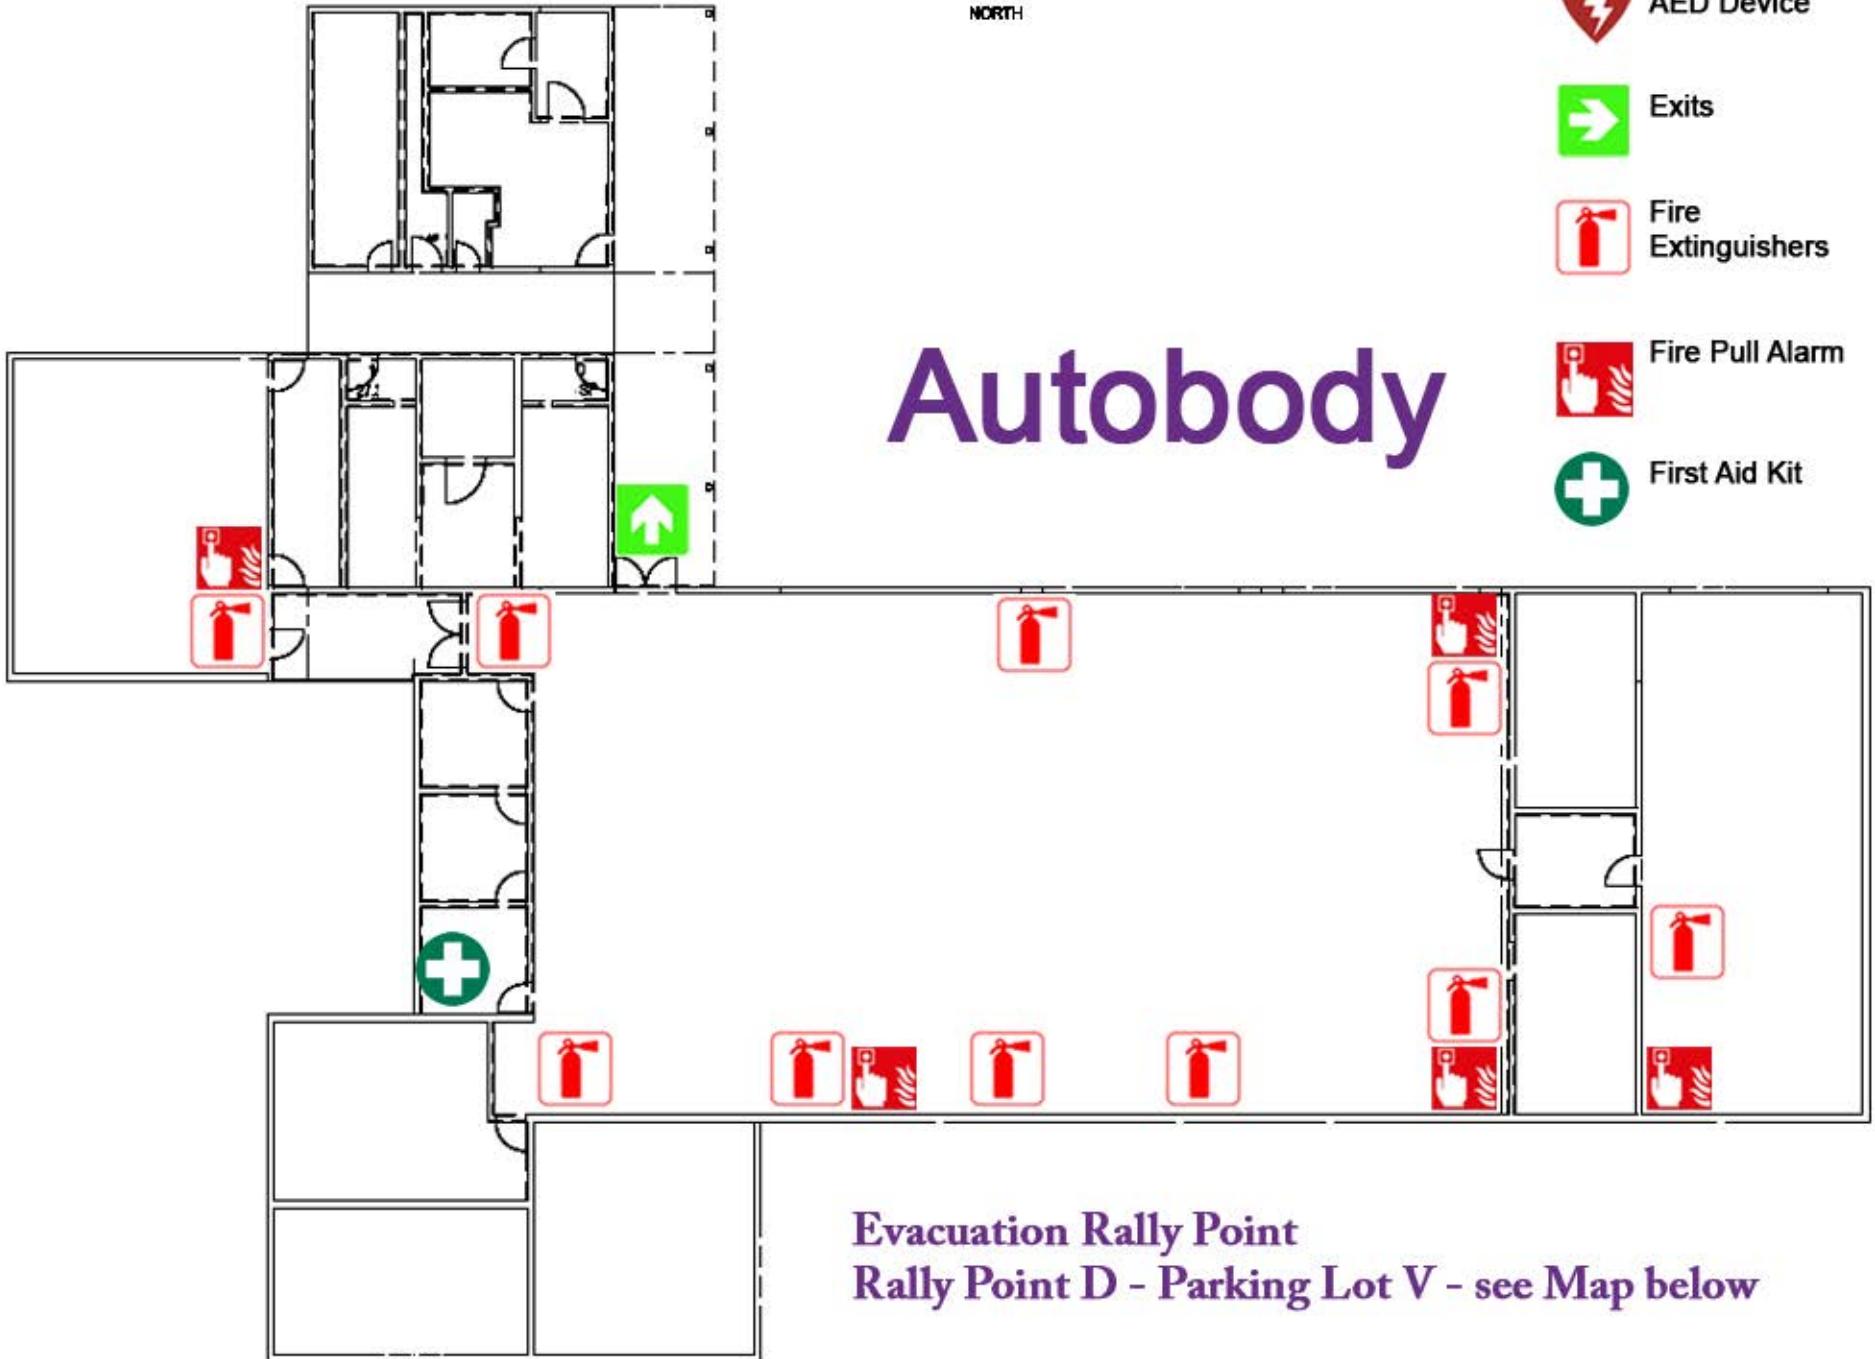 NORTH
AED Device
Exits
Fire
Extinguishers
Fire Pull Alarm
First Aid Kit
Autobody
Evacuation Rally Point
Rally Point D - Parking Lot V - see Map below